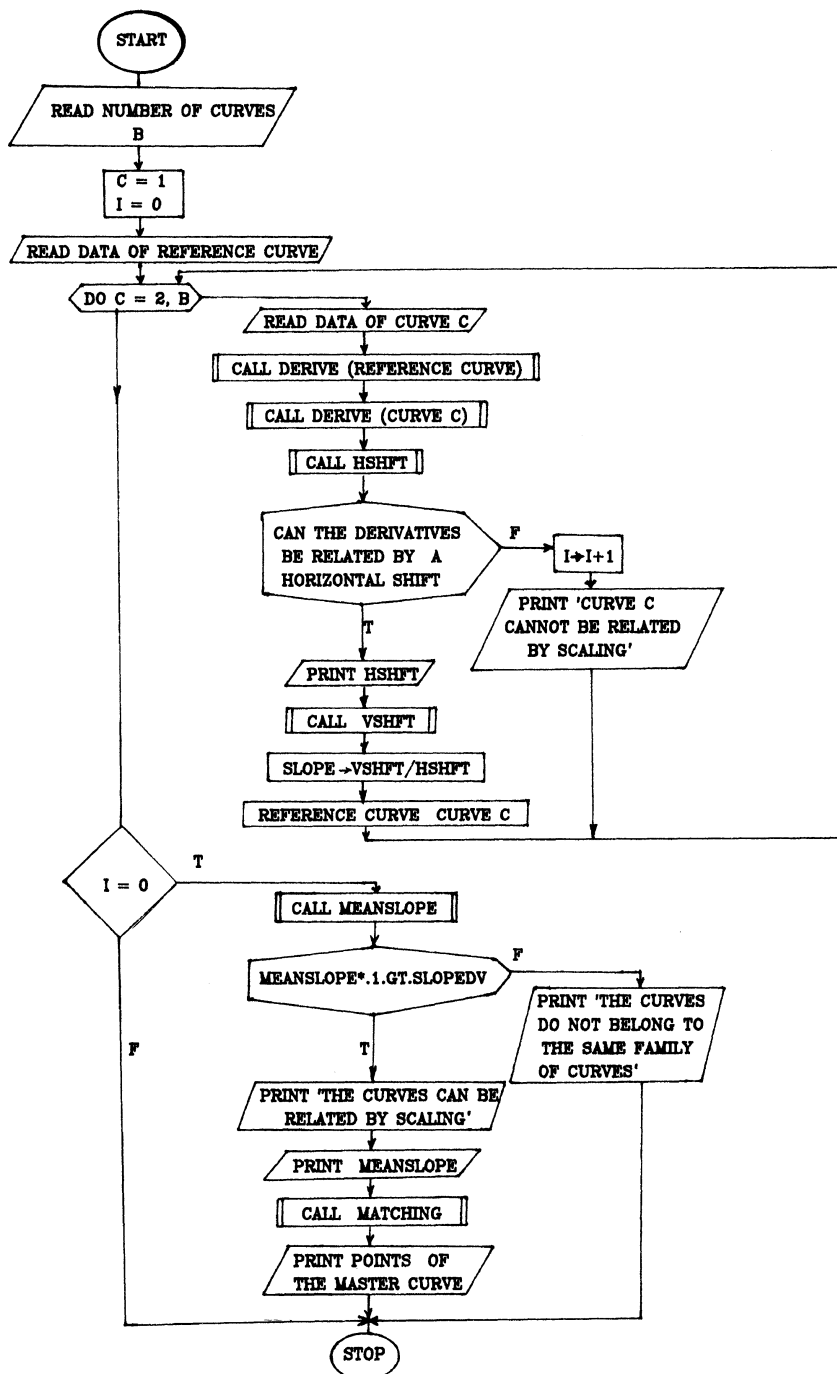 START
READ NUMBER OF CURVES
B
C = 1
I = 0
READ DATA OF REFERENCE CURVE
DO C = 2, B
READ DATA OF CURVE C
CALL DERIVE (REFERENCE CURVE)
CALL DERIVE (CURVE C)
CALL HSHFT
CAN THE DERIVATIVES
BE RELATED BY A
HORIZONTAL SHIFT
F
I→I+1
PRINT 'CURVE C
CANNOT BE RELATED
BY SCALING'
T
PRINT HSHFT
CALL VSHFT
SLOPE→VSHFT/HSHFT
REFERENCE CURVE CURVE C
I = 0
T
CALL MEANSLOPE
MEANSLOPE*.1.GT.SLOPEDV
F
PRINT 'THE CURVES
DO NOT BELONG TO
THE SAME FAMILY
OF CURVES'
F
T
PRINT 'THE CURVES CAN BE
RELATED BY SCALING'
PRINT MEANSLOPE
CALL MATCHING
PRINT POINTS OF
THE MASTER CURVE
STOP